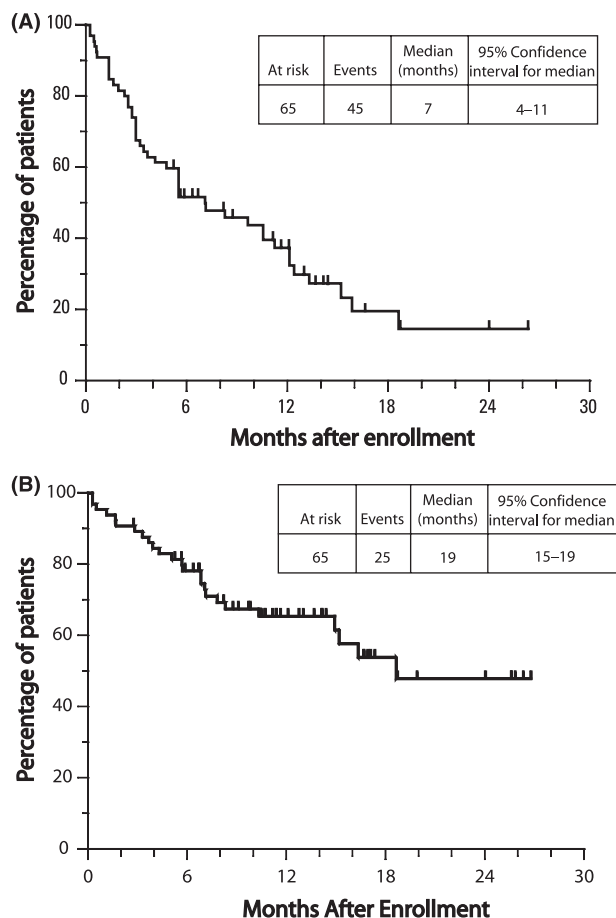 (A)
100
80
60
40
20
0
Percentage of patients
At risk Events Median (months) 95% Confidence interval for median
65 45 7 4–11
0 6 12 18 24 30
Months after enrollment
(B)
100
80
60
40
20
0
Percentage of patients
At risk Events Median (months) 95% Confidence interval for median
65 25 19 15–19
0 6 12 18 24 30
Months After Enrollment